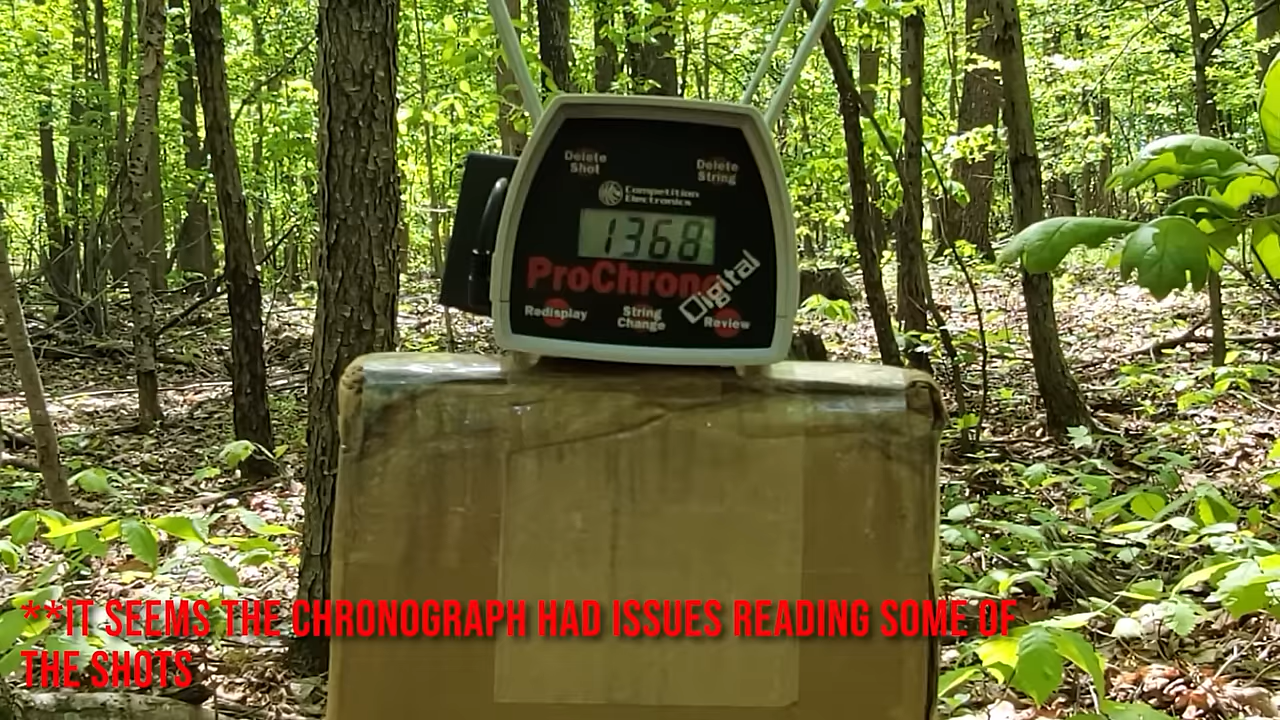 Delete
Shot
Delete
String
Competition
Electronics
1368
ProChrono
Digital
Redisplay
String
Change
Review
**IT SEEMS THE CHRONOGRAPH HAD ISSUES READING SOME OF
THE SHOTS